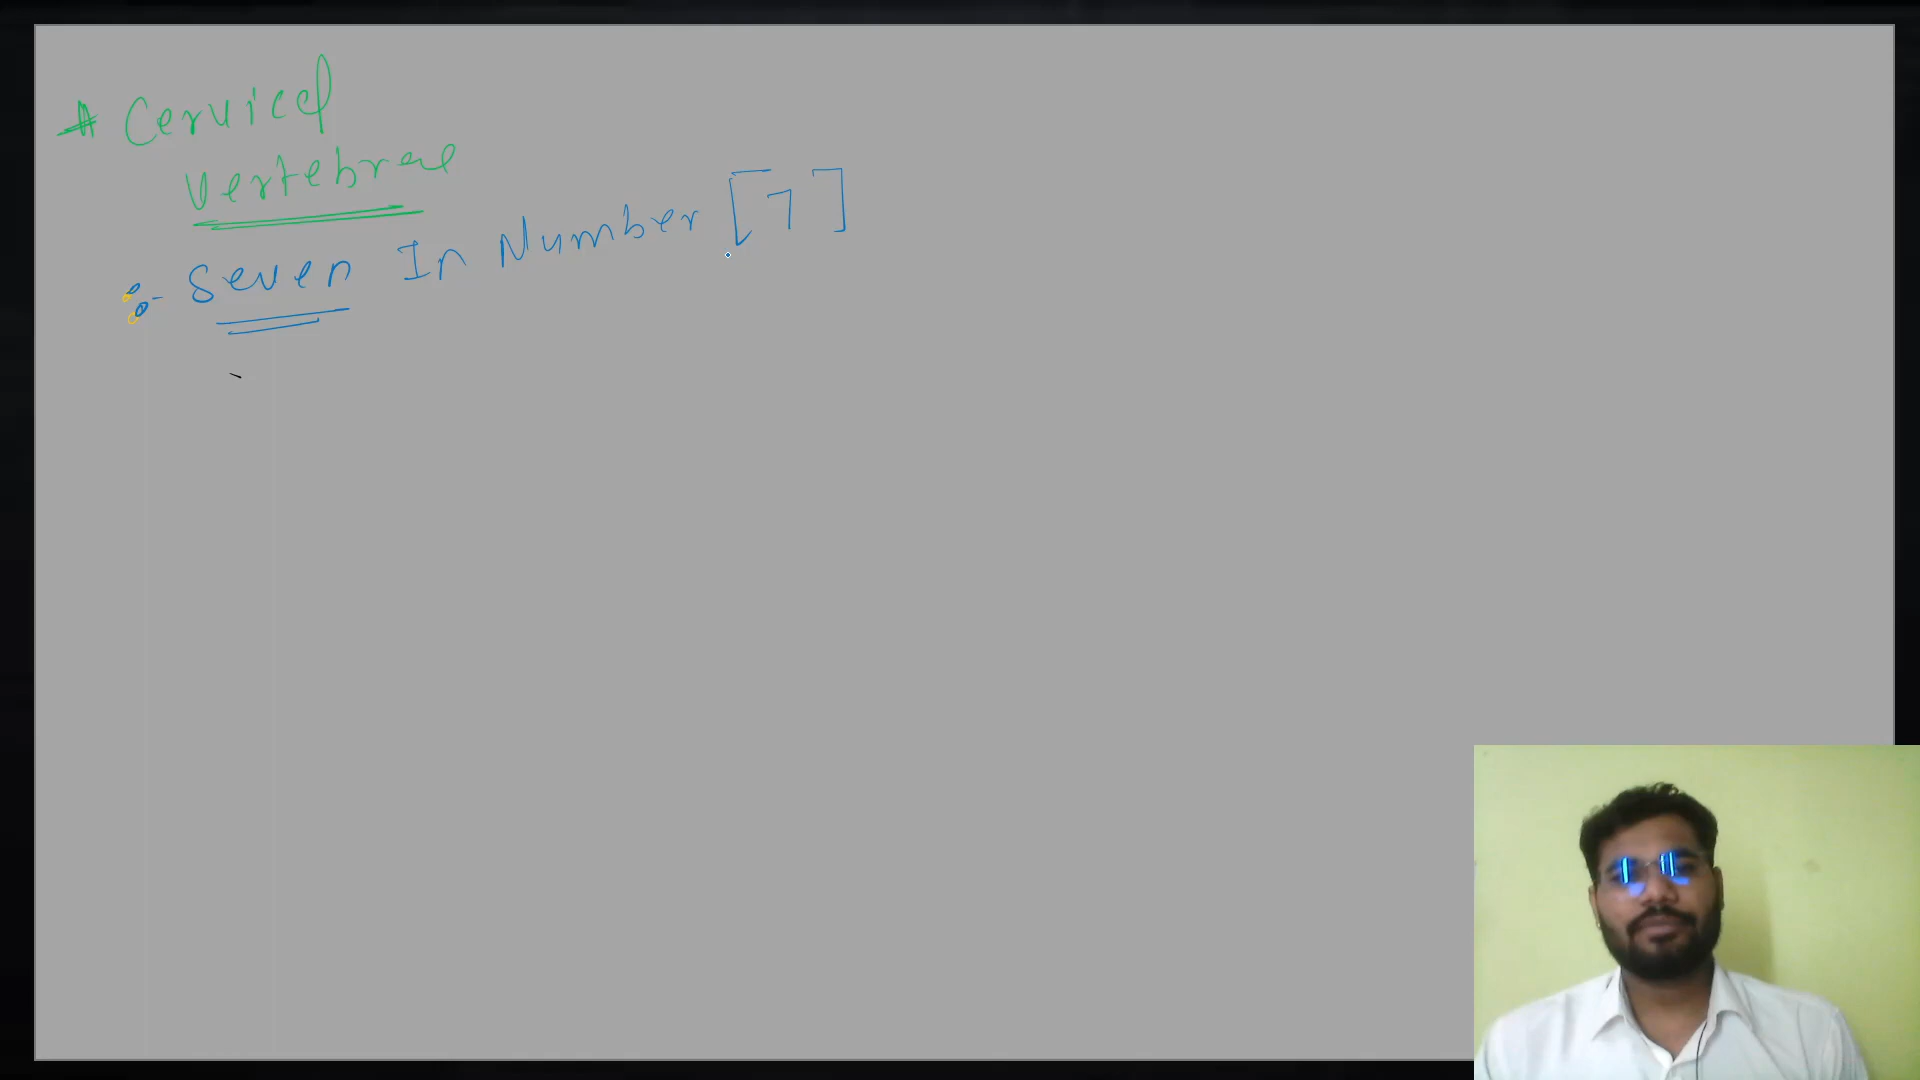 # Cervical
Vertebrae
:- Seven In Number [7]